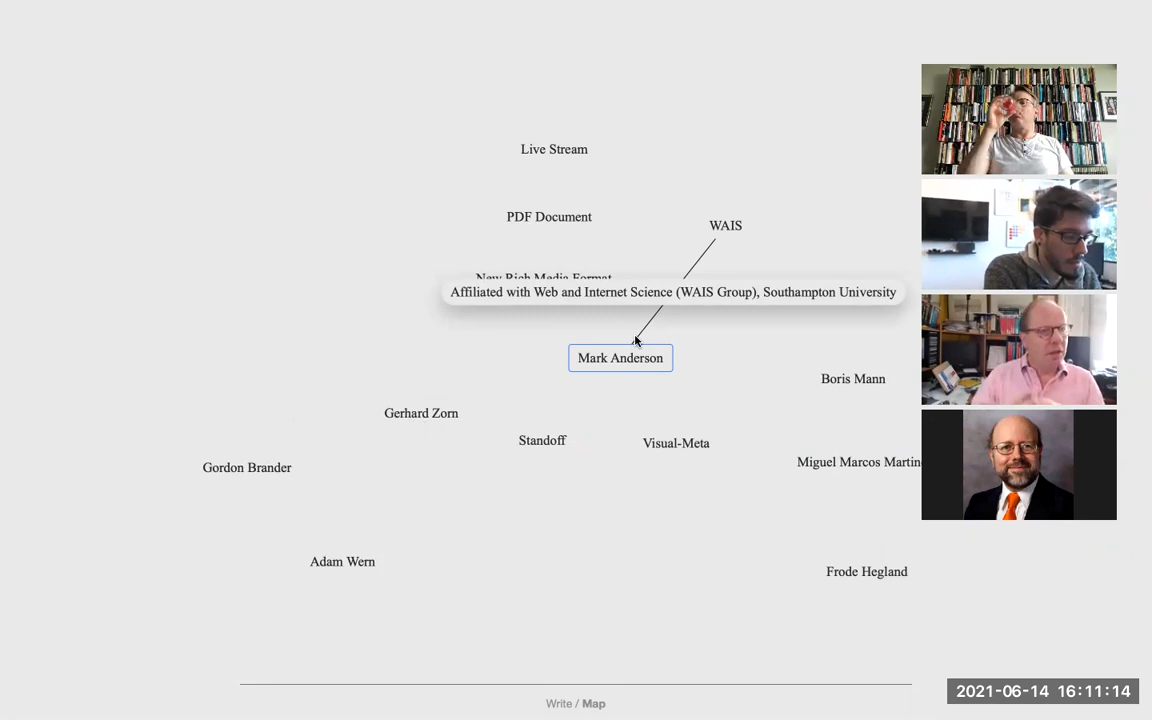 Live Stream
PDF Document
WAIS
New Rich Media Format
Affiliated with Web and Internet Science (WAIS Group), Southampton University
Mark Anderson
Boris Mann
Gerhard Zorn
Standoff
Visual-Meta
Miguel Marcos Martin
Gordon Brander
Adam Wern
Frode Hegland
Write / Map
2021-06-14 16:11:14